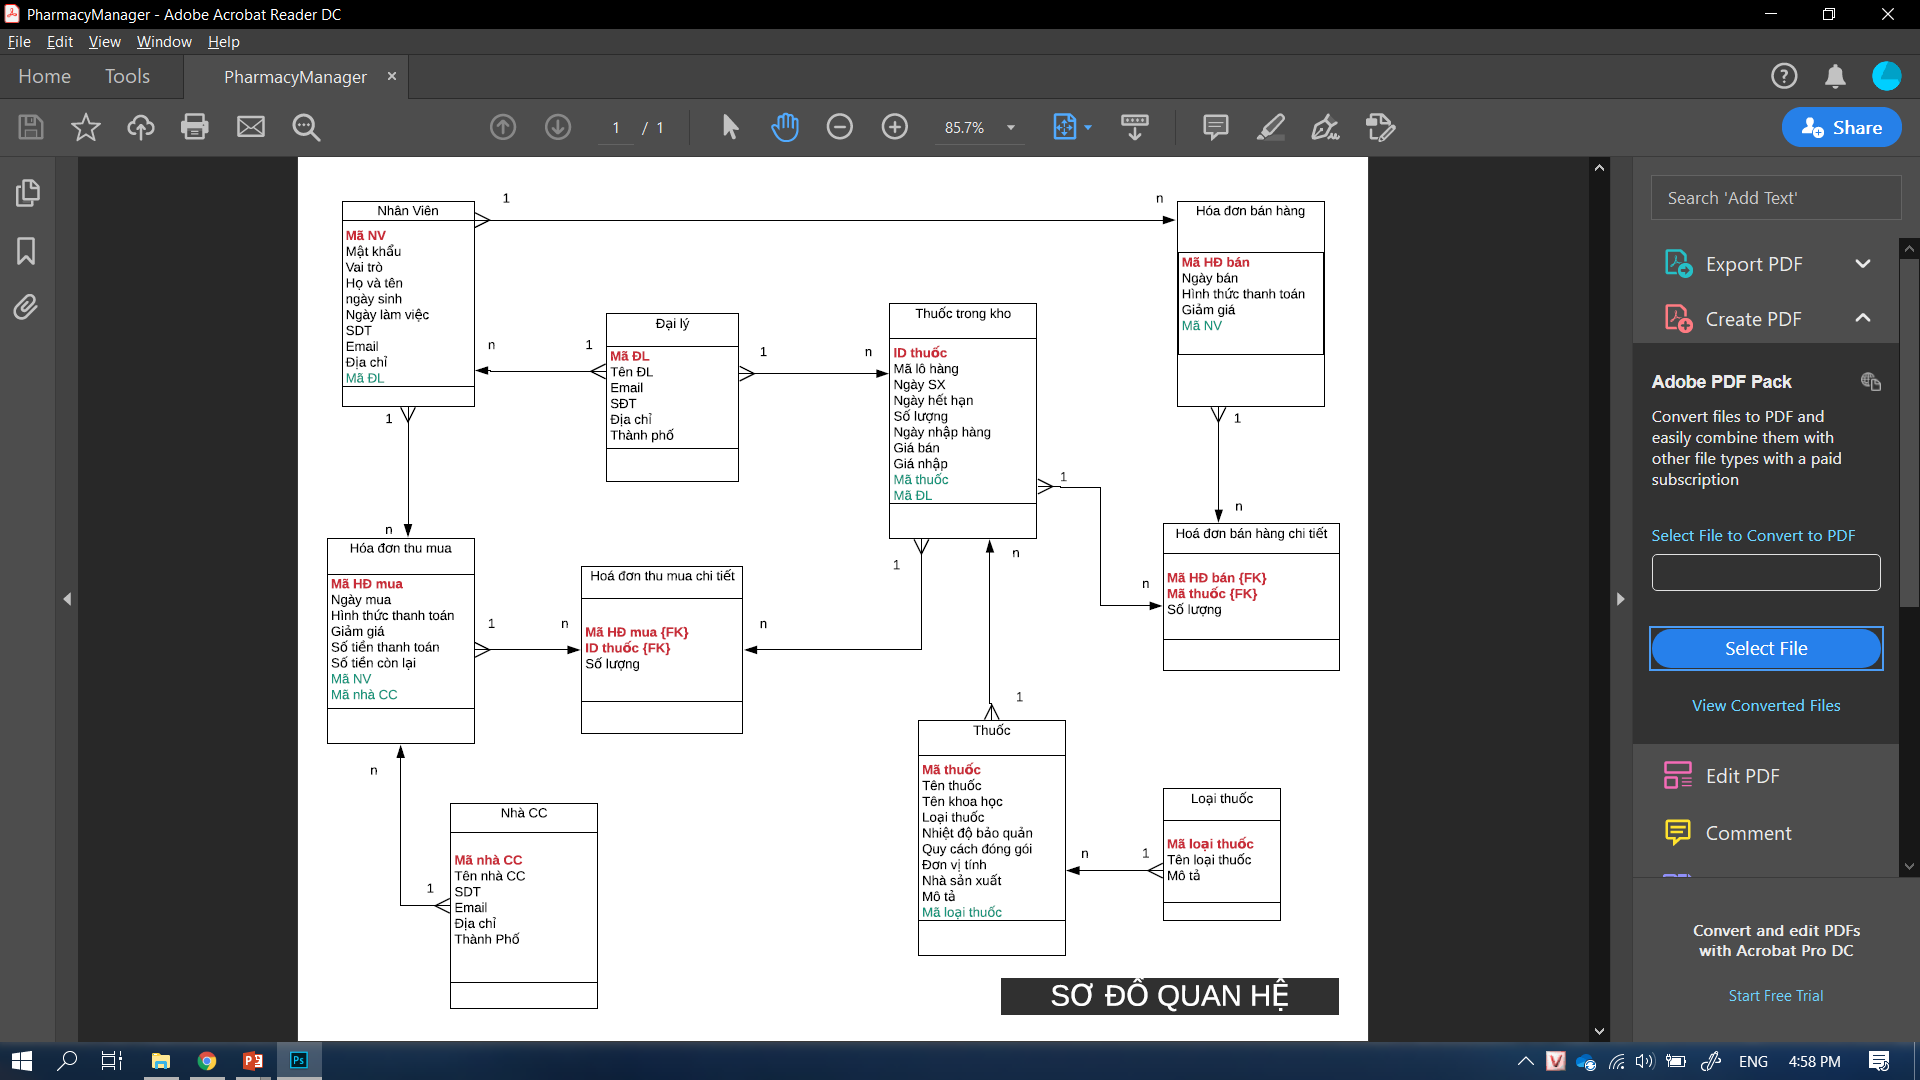 PharmacyManager - Adobe Acrobat Reader DC
File Edit View Window Help
Home Tools PharmacyManager ×
1 / 1 85.7% Share
Search 'Add Text'
Export PDF
Create PDF
Adobe PDF Pack
Convert files to PDF and
easily combine them with
other file types with a paid
subscription
Select File to Convert to PDF
Select File
View Converted Files
Edit PDF
Comment
Convert and edit PDFs
with Acrobat Pro DC
Start Free Trial
Nhân Viên
Mã NV
Mật khẩu
Vai trò
Họ và tên
ngày sinh
Ngày làm việc
SDT
Email
Địa chỉ
Mã ĐL
1
n
Hóa đơn bán hàng
Mã HĐ bán
Ngày bán
Hình thức thanh toán
Giảm giá
Mã NV
n
1
Đại lý
Mã ĐL
Tên ĐL
Email
SĐT
Địa chỉ
Thành phố
1
n
Thuốc trong kho
ID thuốc
Mã lô hàng
Ngày SX
Ngày hết hạn
Số lượng
Ngày nhập hàng
Giá bán
Giá nhập
Mã thuốc
Mã ĐL
1
n
1
n
1
n
Hóa đơn thu mua
Mã HĐ mua
Ngày mua
Hình thức thanh toán
Giảm giá
Số tiền thanh toán
Số tiền còn lại
Mã NV
Mã nhà CC
1
n
Hoá đơn thu mua chi tiết
Mã HĐ mua {FK}
ID thuốc {FK}
Số lượng
n
1
Hoá đơn bán hàng chi tiết
Mã HĐ bán {FK}
Mã thuốc {FK}
Số lượng
n
1
n
1
Nhà CC
Mã nhà CC
Tên nhà CC
SDT
Email
Địa chỉ
Thành Phố
Thuốc
Mã thuốc
Tên thuốc
Tên khoa học
Loại thuốc
Nhiệt độ bảo quản
Quy cách đóng gói
Đơn vị tính
Nhà sản xuất
Mô tả
Mã loại thuốc
n
1
Loại thuốc
Mã loại thuốc
Tên loại thuốc
Mô tả
SƠ ĐỒ QUAN HỆ
Ps
ENG
4:58 PM